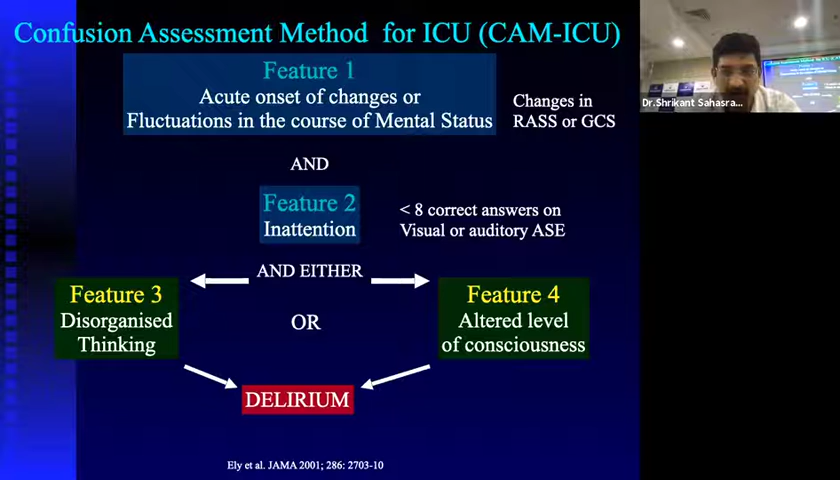 Confusion Assessment Method for ICU (CAM-ICU)
Feature 1
Acute onset of changes or
Fluctuations in the course of Mental Status
Changes in
RASS or GCS
AND
Feature 2
Inattention
< 8 correct answers on
Visual or auditory ASE
AND EITHER
Feature 3
Disorganised
Thinking
OR
Feature 4
Altered level
of consciousness
DELIRIUM
Ely et al. JAMA 2001; 286: 2703-10
Dr.Shrikant Sahasra...